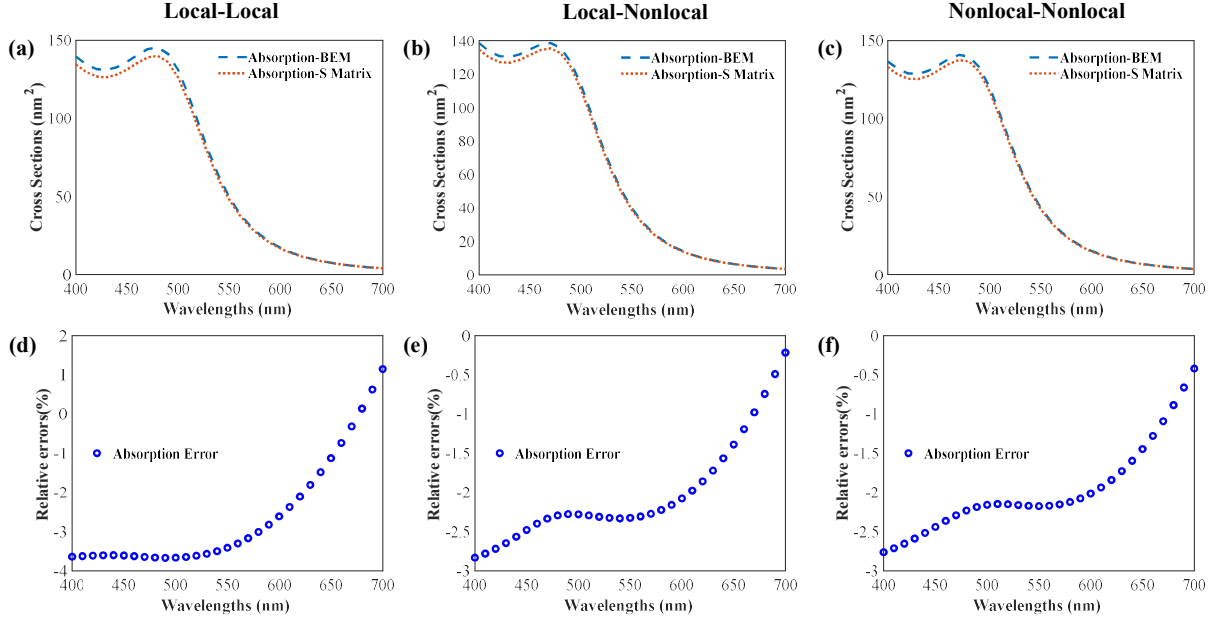 Local-Local
Local-Nonlocal
Nonlocal-Nonlocal
(a)
150
100
50
0
Cross Sections (nm²)
Absorption-BEM
Absorption-S Matrix
400 450 500 550 600 650 700
Wavelengths (nm)
(b)
140
120
100
80
60
40
20
0
Cross Sections (nm²)
Absorption-BEM
Absorption-S Matrix
400 450 500 550 600 650 700
Wavelengths (nm)
(c)
150
100
50
0
Cross Sections (nm²)
Absorption-BEM
Absorption-S Matrix
400 450 500 550 600 650 700
Wavelengths (nm)
(d)
2
1
0
-1
-2
-3
-4
Relative errors(%)
Absorption Error
400 450 500 550 600 650 700
Wavelengths (nm)
(e)
0
-0.5
-1
-1.5
-2
-2.5
-3
Relative errors(%)
Absorption Error
400 450 500 550 600 650 700
Wavelengths (nm)
(f)
0
-0.5
-1
-1.5
-2
-2.5
-3
Relative errors(%)
Absorption Error
400 450 500 550 600 650 700
Wavelengths (nm)